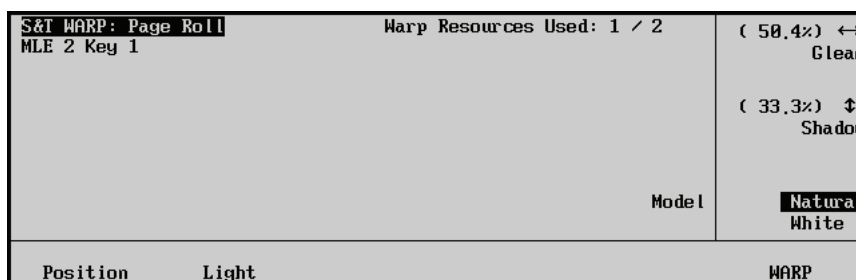 S&T WARP: Page Roll Warp Resources Used: 1 / 2 ( 50.4%) ↔
MLE 2 Key 1
( 33.3%) ↕
Model
White
Position Light WARP